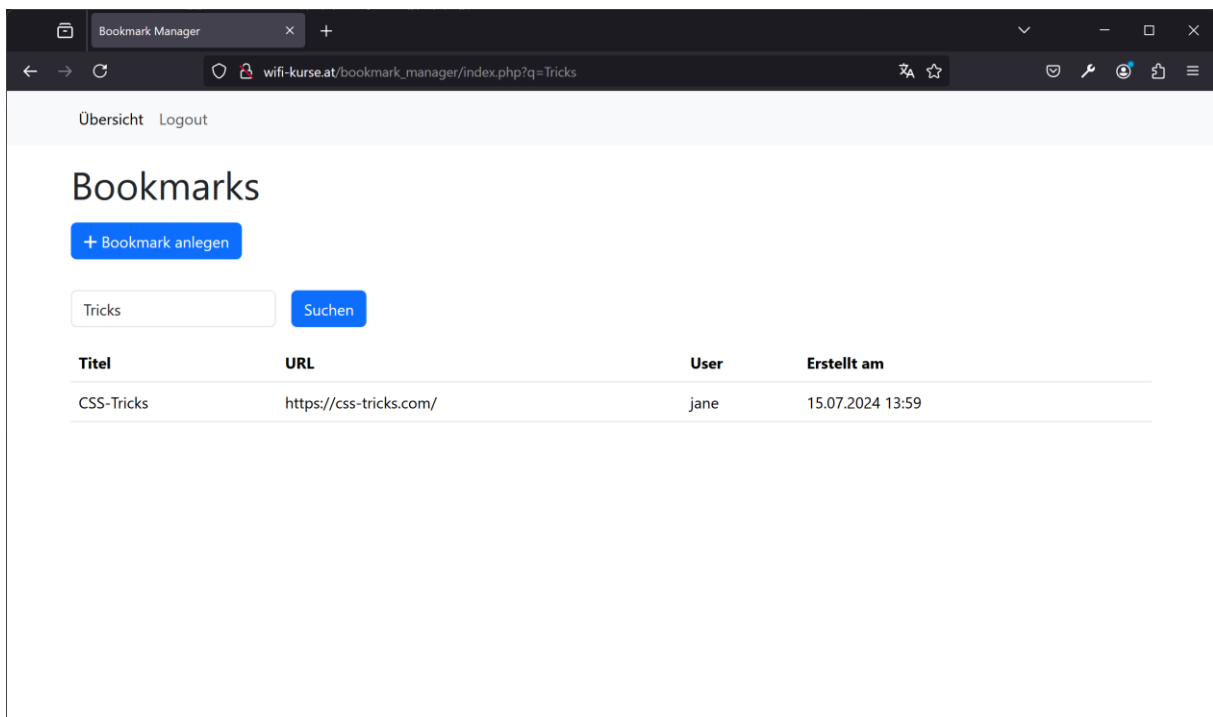 Bookmark Manager
wifi-kurse.at/bookmark_manager/index.php?q=Tricks
Übersicht Logout
Bookmarks
+ Bookmark anlegen
Tricks Suchen
Titel URL User Erstellt am
CSS-Tricks https://css-tricks.com/ jane 15.07.2024 13:59